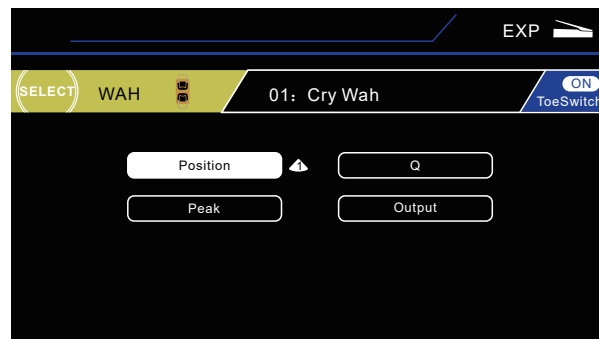 EXP
SELECT WAH 01: Cry Wah ON
ToeSwitch
Position 1 Q
Peak Output